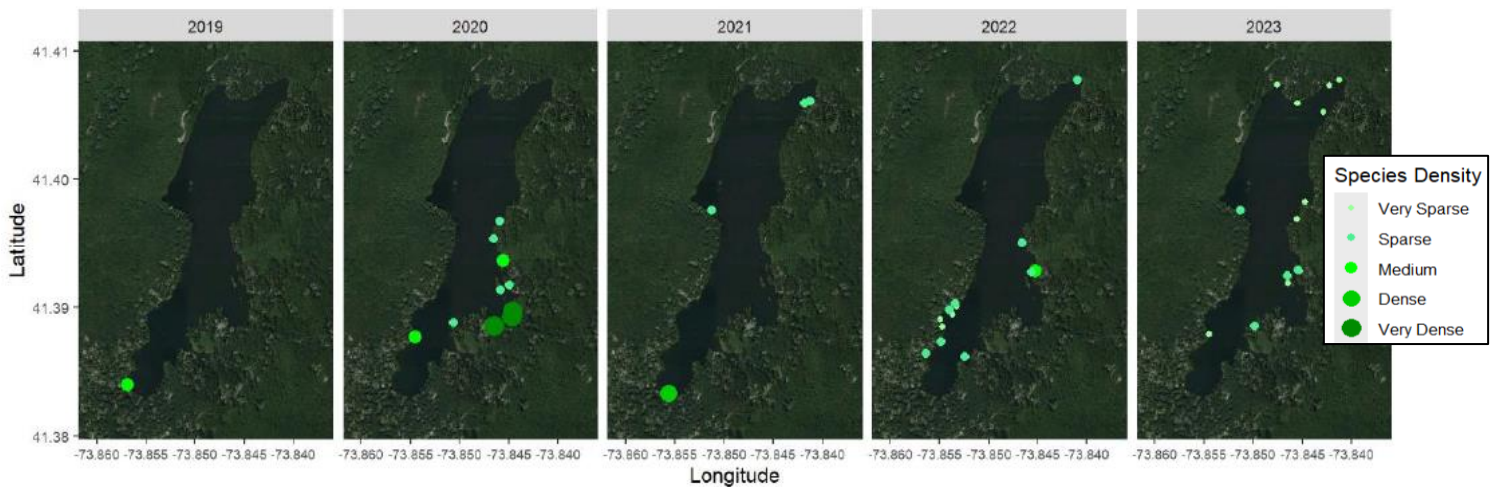 2019 2020 2021 2022 2023
41.41
41.40
41.39
41.38
Latitude
-73.860 -73.855 -73.850 -73.845 -73.840 -73.860 -73.855 -73.850 -73.845 -73.840 -73.860 -73.855 -73.850 -73.845 -73.840 -73.860 -73.855 -73.850 -73.845 -73.840 -73.860 -73.855 -73.850 -73.845 -73.840
Longitude
Species Density
Very Sparse
Sparse
Medium
Dense
Very Dense